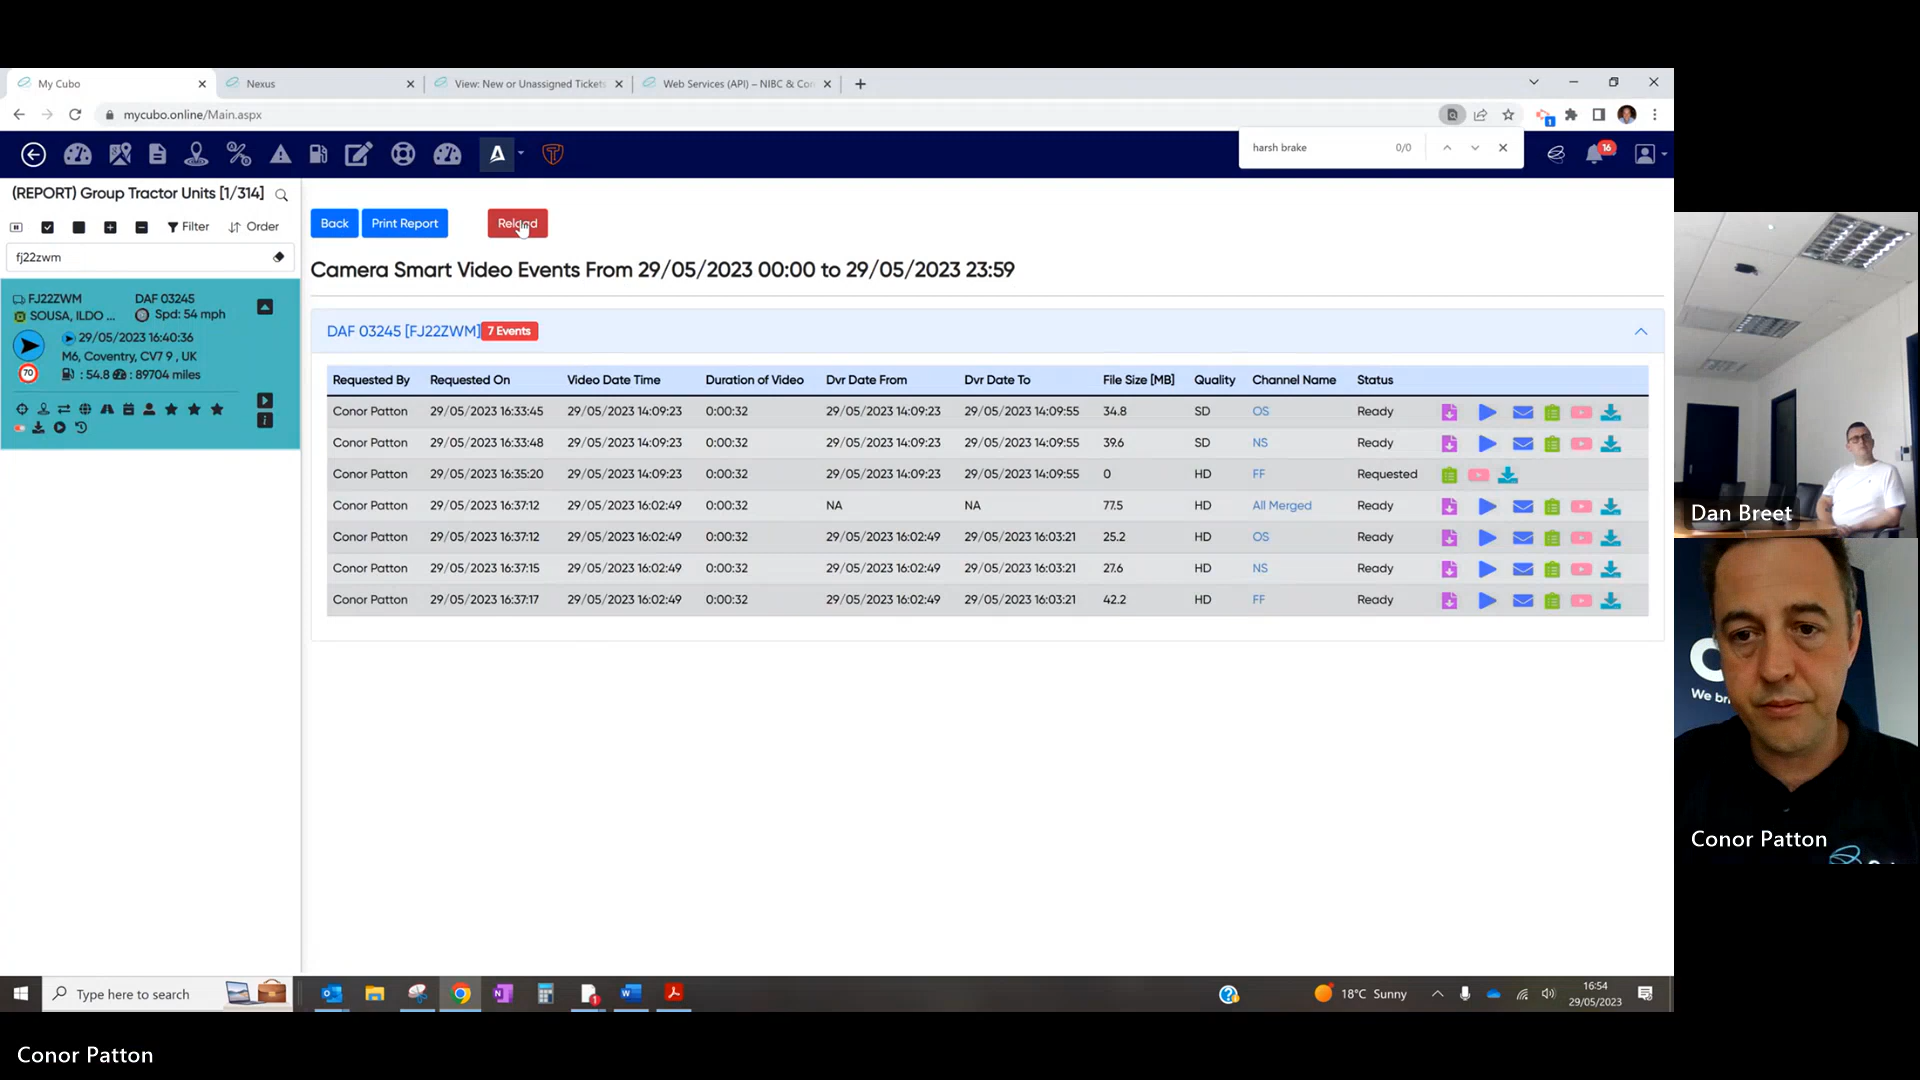 My Cubo
Nexus
View: New or Unassigned Tickets
Web Services (API) – NIBC & Con
mycubo.online/Main.aspx
1
harsh brake 0/0
16
(REPORT) Group Tractor Units [1/314]
Filter Order
fj22zwm
FJ22ZWM DAF 03245
SOUSA, ILDO ... Spd: 54 mph
29/05/2023 16:40:36
M6, Coventry, CV7 9 , UK
70 : 54.8 : 89704 miles
Back Print Report Reload
Camera Smart Video Events From 29/05/2023 00:00 to 29/05/2023 23:59
DAF 03245 [FJ22ZWM] 7 Events
Requested By Requested On Video Date Time Duration of Video Dvr Date From Dvr Date To File Size [MB] Quality Channel Name Status
Conor Patton 29/05/2023 16:33:45 29/05/2023 14:09:23 0:00:32 29/05/2023 14:09:23 29/05/2023 14:09:55 34.8 SD OS Ready
Conor Patton 29/05/2023 16:33:48 29/05/2023 14:09:23 0:00:32 29/05/2023 14:09:23 29/05/2023 14:09:55 39.6 SD NS Ready
Conor Patton 29/05/2023 16:35:20 29/05/2023 14:09:23 0:00:32 29/05/2023 14:09:23 29/05/2023 14:09:55 0 HD FF Requested
Conor Patton 29/05/2023 16:37:12 29/05/2023 16:02:49 0:00:32 NA NA 77.5 HD All Merged Ready
Conor Patton 29/05/2023 16:37:12 29/05/2023 16:02:49 0:00:32 29/05/2023 16:02:49 29/05/2023 16:03:21 25.2 HD OS Ready
Conor Patton 29/05/2023 16:37:15 29/05/2023 16:02:49 0:00:32 29/05/2023 16:02:49 29/05/2023 16:03:21 27.6 HD NS Ready
Conor Patton 29/05/2023 16:37:17 29/05/2023 16:02:49 0:00:32 29/05/2023 16:02:49 29/05/2023 16:03:21 42.2 HD FF Ready
Dan Breet
We bri
Conor Patton
Type here to search
18°C Sunny
16:54
29/05/2023
Conor Patton